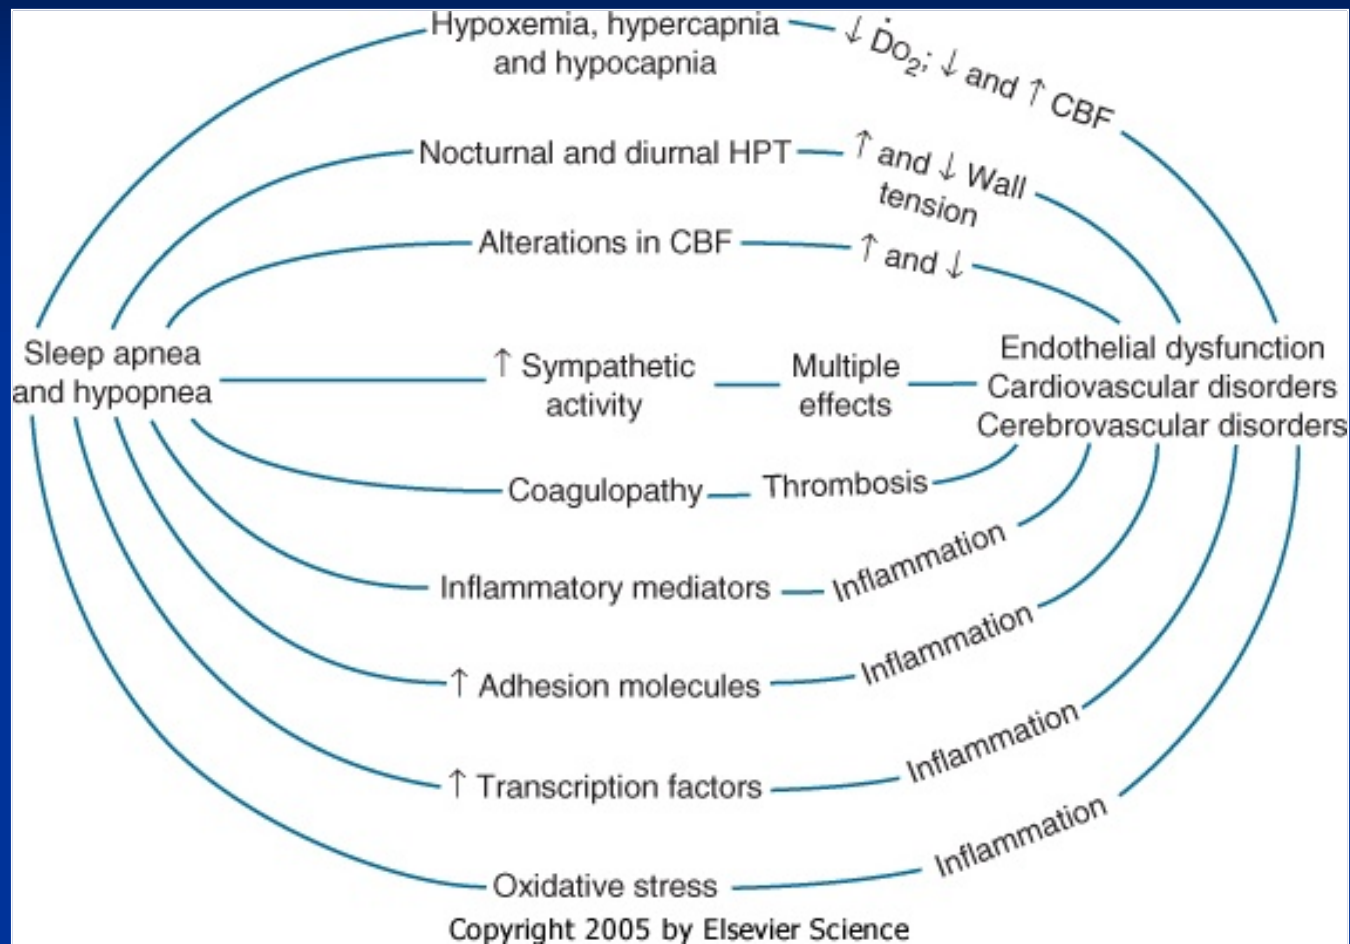 Hypoxemia, hypercapnia
and hypocapnia
↓ Ḋo₂; ↓ and ↑ CBF
Nocturnal and diurnal HPT
↑ and ↓ Wall
tension
Alterations in CBF
↑ and ↓
Sleep apnea
and hypopnea
↑ Sympathetic
activity
Multiple
effects
Endothelial dysfunction
Cardiovascular disorders
Cerebrovascular disorders
Coagulopathy
Thrombosis
Inflammatory mediators
Inflammation
↑ Adhesion molecules
Inflammation
↑ Transcription factors
Inflammation
Oxidative stress
Inflammation
Copyright 2005 by Elsevier Science